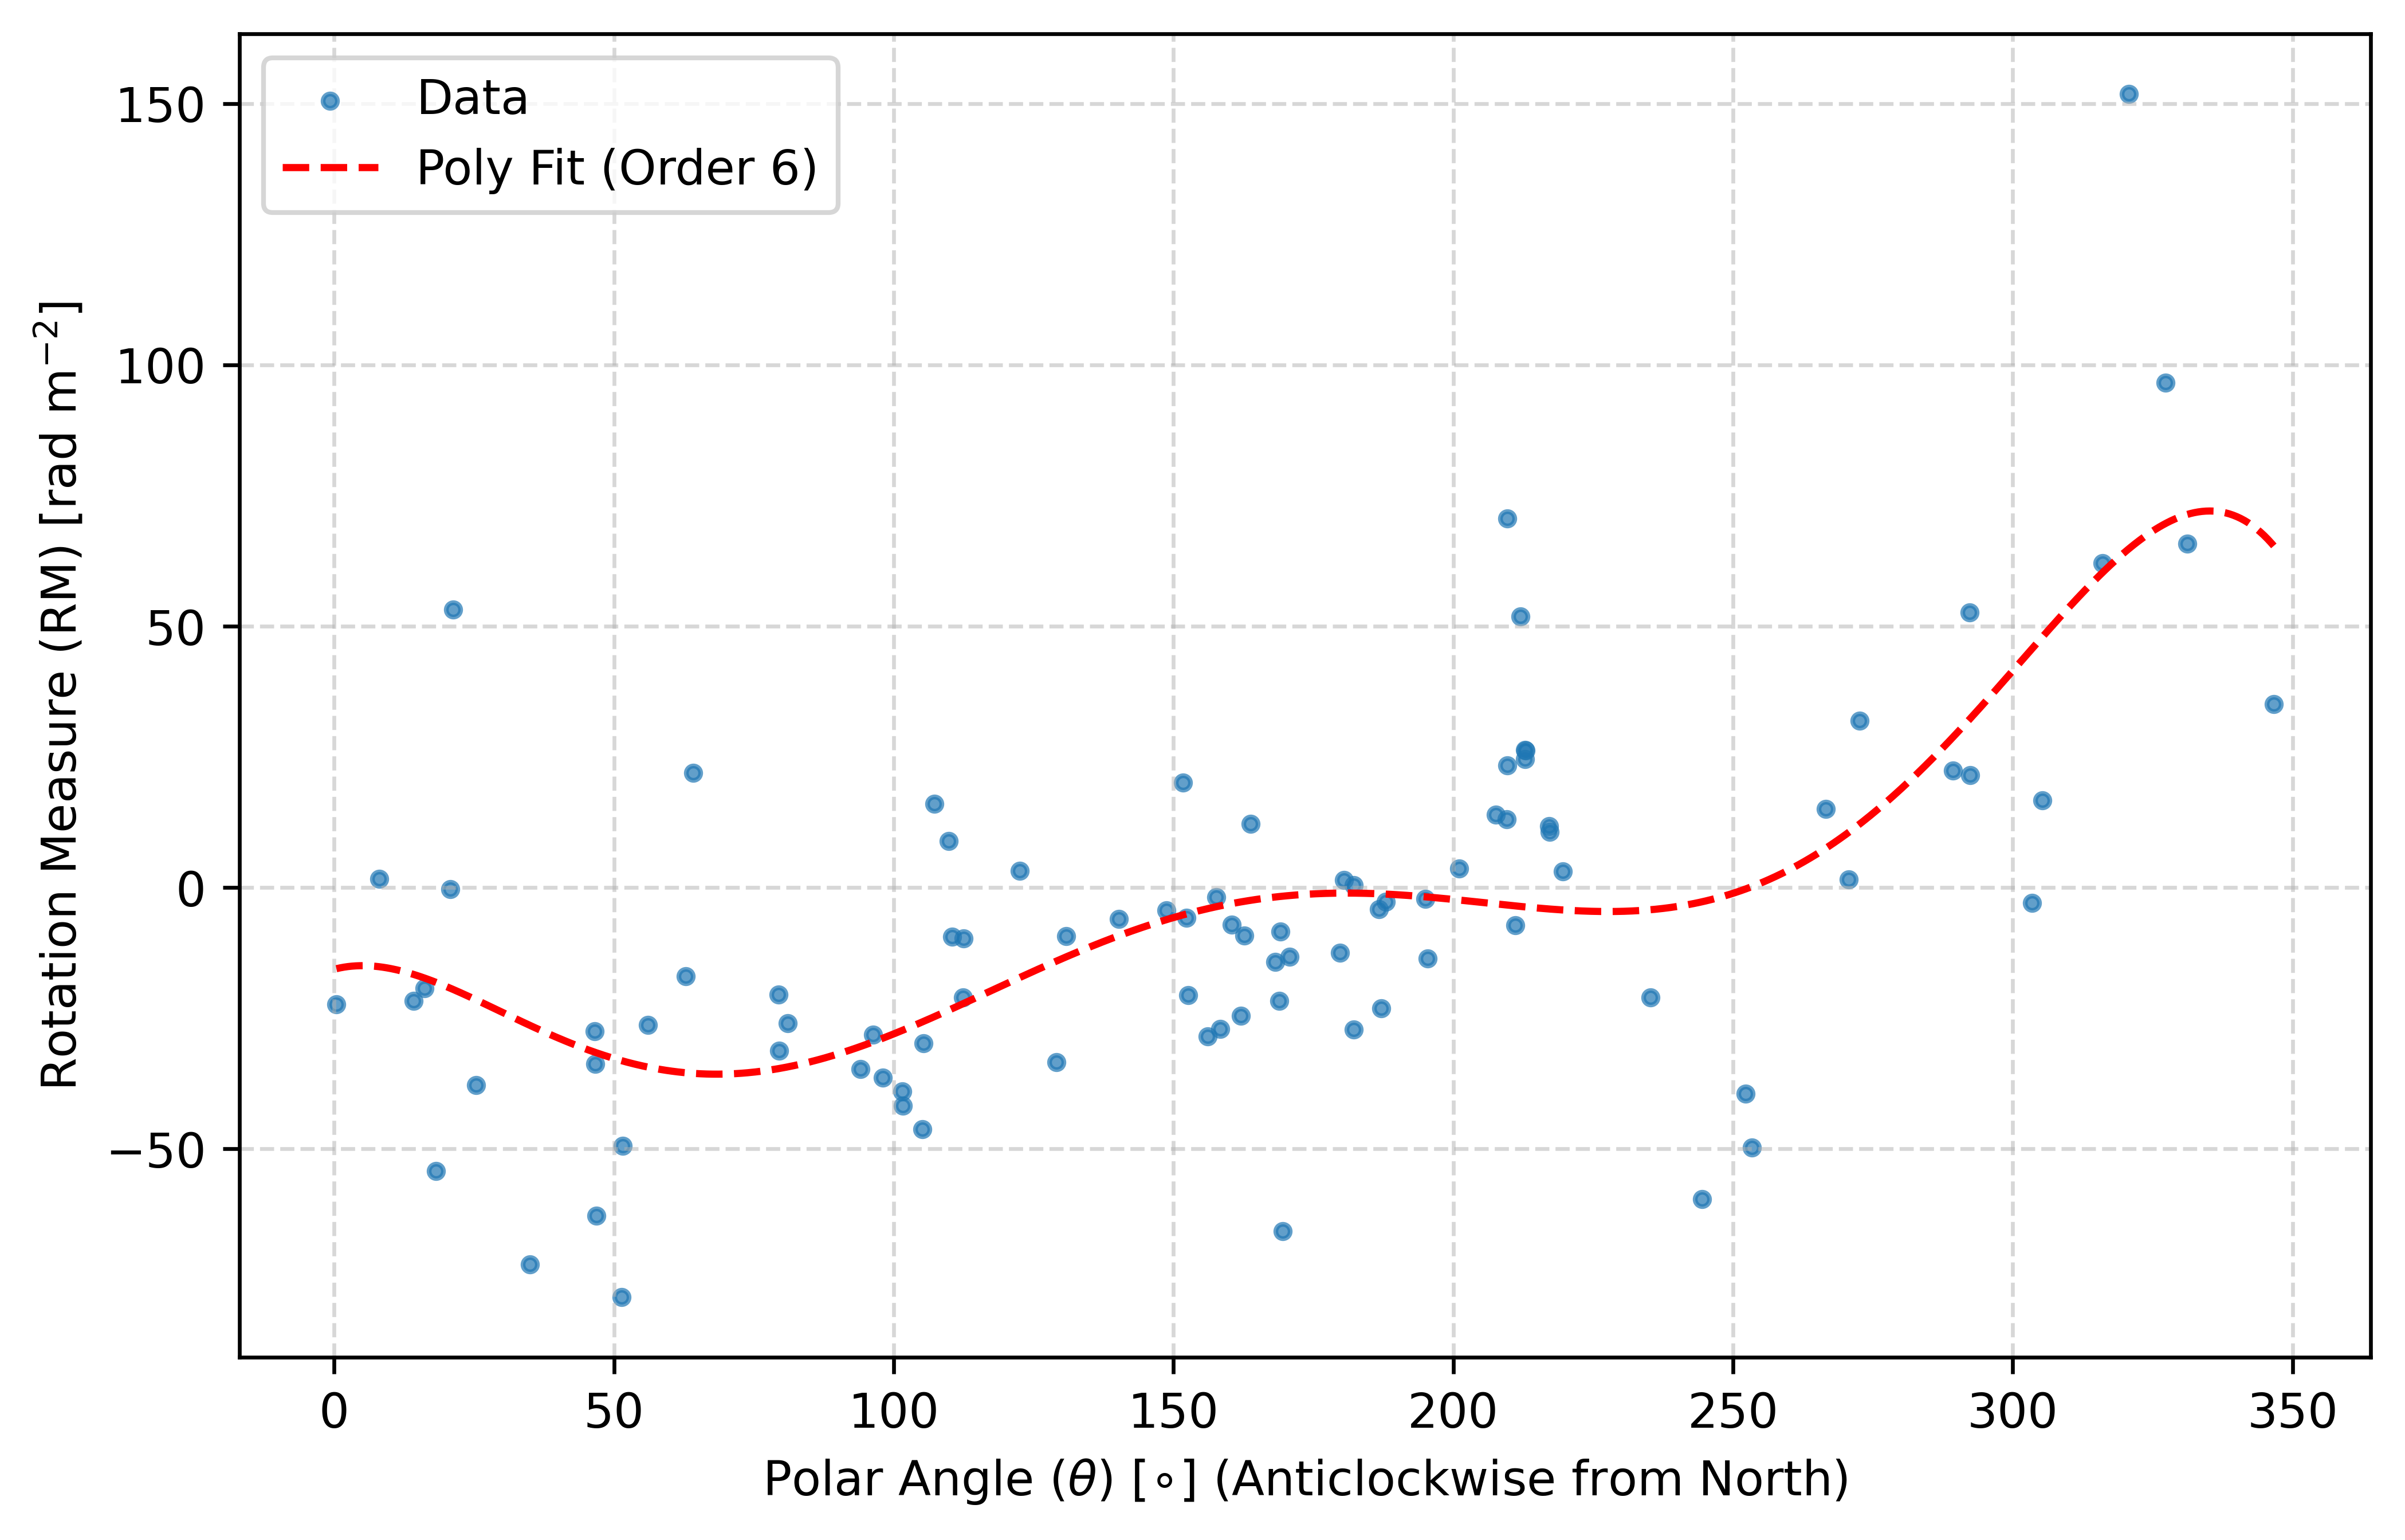 Data
Poly Fit (Order 6)
150
100
50
0
−50
Rotation Measure (RM) [rad m⁻²]
0 50 100 150 200 250 300 350
Polar Angle (θ) [∘] (Anticlockwise from North)